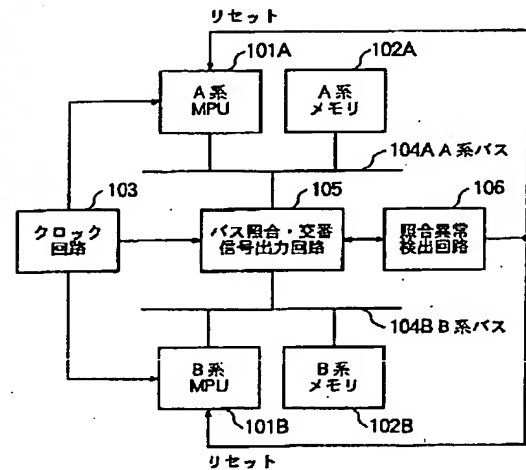 リセット
101A
102A
A系
MPU
A系
メモリ
104A A系バス
103
105
106
クロック
回路
バス照合・交番
信号出力回路
照合異常
検出回路
104B B系バス
B系
MPU
B系
メモリ
101B
102B
リセット